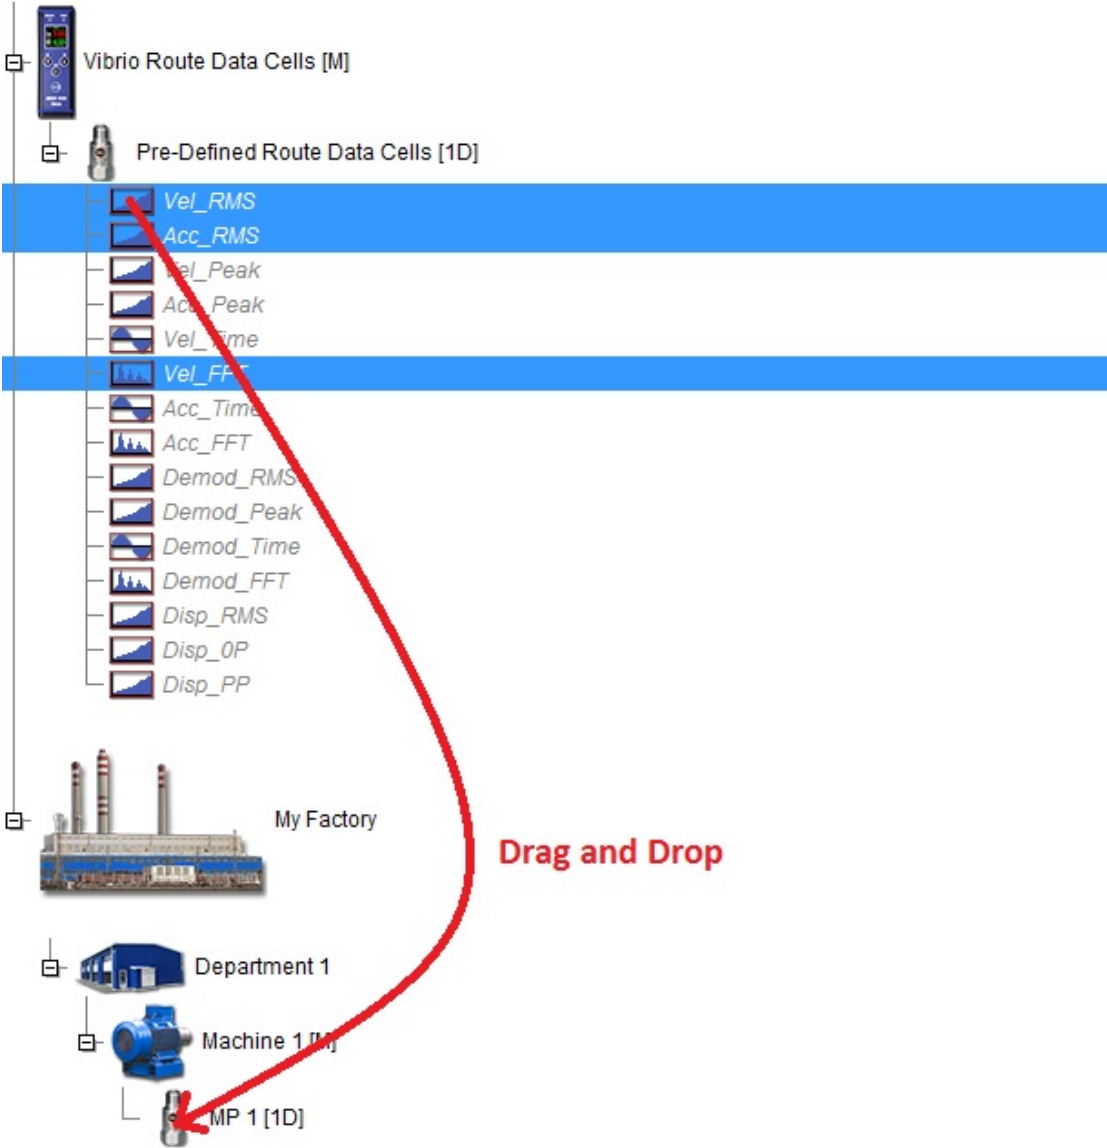 Vibrio Route Data Cells [M]
Pre-Defined Route Data Cells [1D]
Vel_RMS
Acc_RMS
Vel_Peak
Acc_Peak
Vel_Time
Vel_FFT
Acc_Time
Acc_FFT
Demod_RMS
Demod_Peak
Demod_Time
Demod_FFT
Disp_RMS
Disp_0P
Disp_PP
My Factory
Drag and Drop
Department 1
Machine 1 [M]
MP 1 [1D]